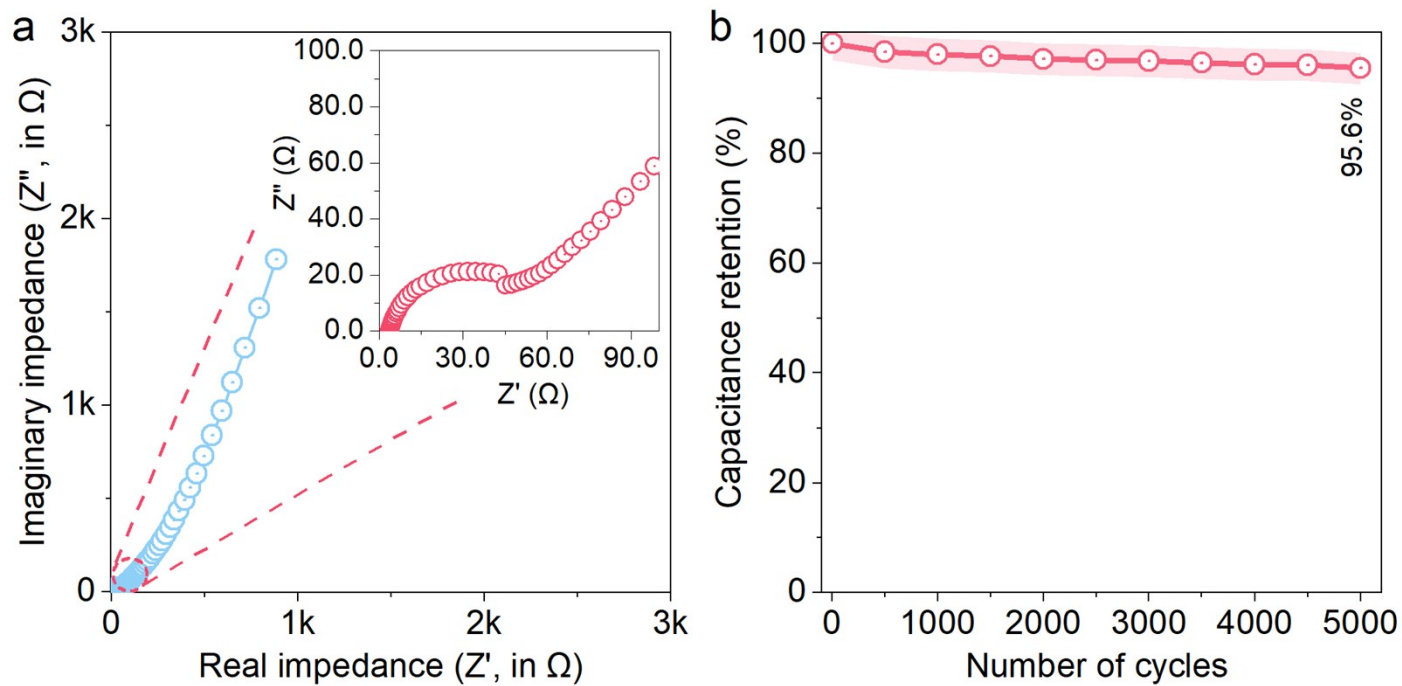 a
3k
2k
1k
0
Imaginary impedance (Z", in Ω)
0
1k
2k
3k
Real impedance (Z', in Ω)
100.0
80.0
60.0
40.0
20.0
0.0
Z" (Ω)
0.0
30.0
60.0
90.0
Z' (Ω)
b
100
80
60
40
20
0
Capacitance retention (%)
95.6%
0
1000
2000
3000
4000
5000
Number of cycles